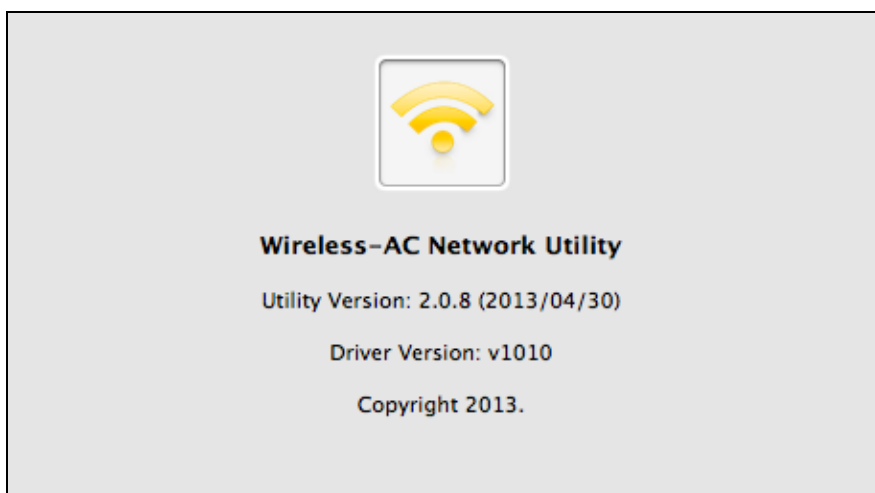 Wireless-AC Network Utility
Utility Version: 2.0.8 (2013/04/30)
Driver Version: v1010
Copyright 2013.